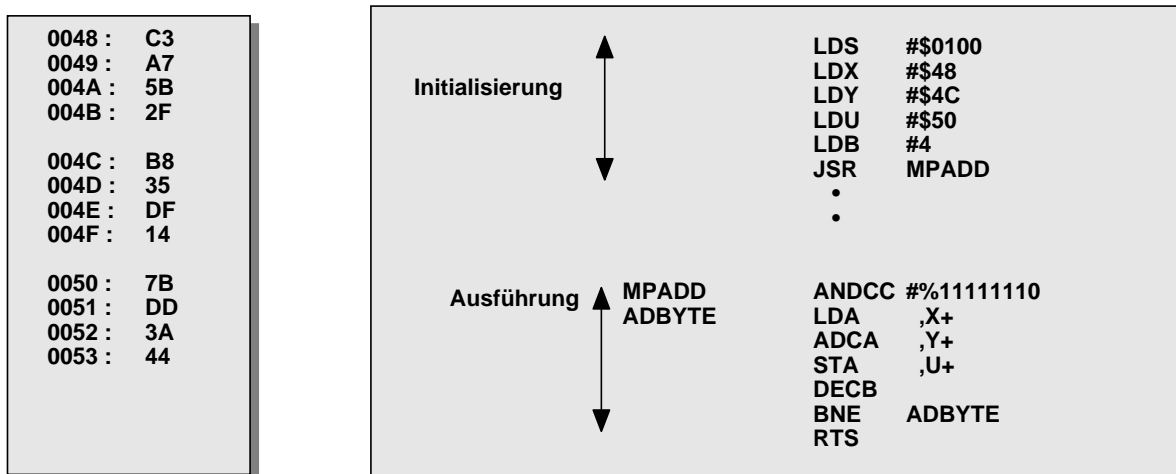 0048 : C3
0049 : A7
004A : 5B
004B : 2F
004C : B8
004D : 35
004E : DF
004F : 14
0050 : 7B
0051 : DD
0052 : 3A
0053 : 44
Initialisierung
LDS #$0100
LDX #$48
LDY #$4C
LDU #$50
LDB #4
JSR MPADD
•
•
Ausführung
MPADD ANDCC #%11111110
ADBYTE LDA ,X+
ADCA ,Y+
STA ,U+
DECB
BNE ADBYTE
RTS